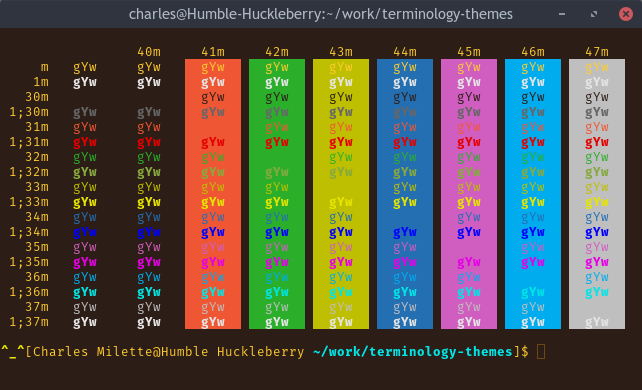 charles@Humble-Huckleberry:~/work/terminology-themes
40m 41m 42m 43m 44m 45m 46m 47m
m gYw gYw gYw gYw gYw gYw gYw gYw gYw
1m gYw gYw gYw gYw gYw gYw gYw gYw gYw
30m gYw gYw gYw gYw gYw gYw gYw
1;30m gYw gYw gYw gYw gYw gYw gYw gYw gYw
31m gYw gYw gYw gYw gYw gYw gYw gYw
1;31m gYw gYw gYw gYw gYw gYw gYw gYw gYw
32m gYw gYw gYw gYw gYw gYw gYw gYw
1;32m gYw gYw gYw gYw gYw gYw gYw gYw gYw
33m gYw gYw gYw gYw gYw gYw gYw gYw
1;33m gYw gYw gYw gYw gYw gYw gYw gYw gYw
34m gYw gYw gYw gYw gYw gYw gYw gYw
1;34m gYw gYw gYw gYw gYw gYw gYw gYw gYw
35m gYw gYw gYw gYw gYw gYw gYw gYw
1;35m gYw gYw gYw gYw gYw gYw gYw gYw gYw
36m gYw gYw gYw gYw gYw gYw gYw gYw
1;36m gYw gYw gYw gYw gYw gYw gYw gYw gYw
37m gYw gYw gYw gYw gYw gYw gYw gYw
1;37m gYw gYw gYw gYw gYw gYw gYw gYw gYw
^_^[Charles Milette@Humble Huckleberry ~/work/terminology-themes]$